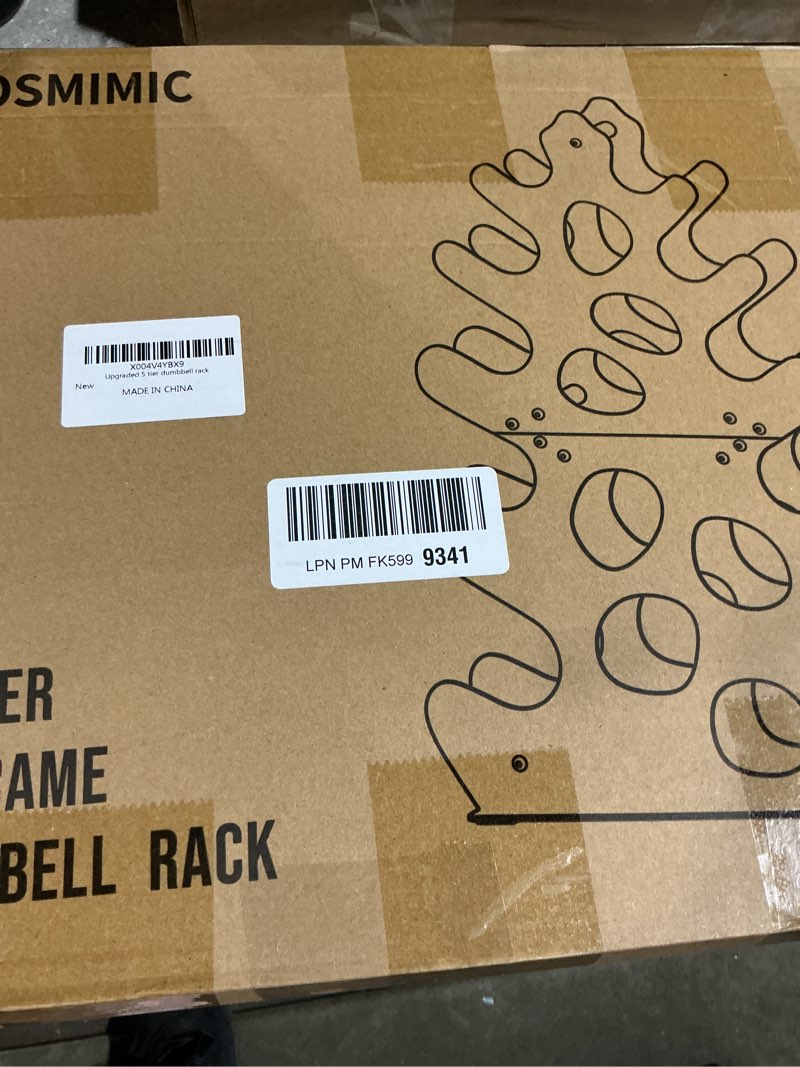 OSMIMIC
X004V4YBX9
Upgraded 5 tier dumbbell rack
New
MADE IN CHINA
LPN PM FK599 9341
ER
AME
BELL RACK